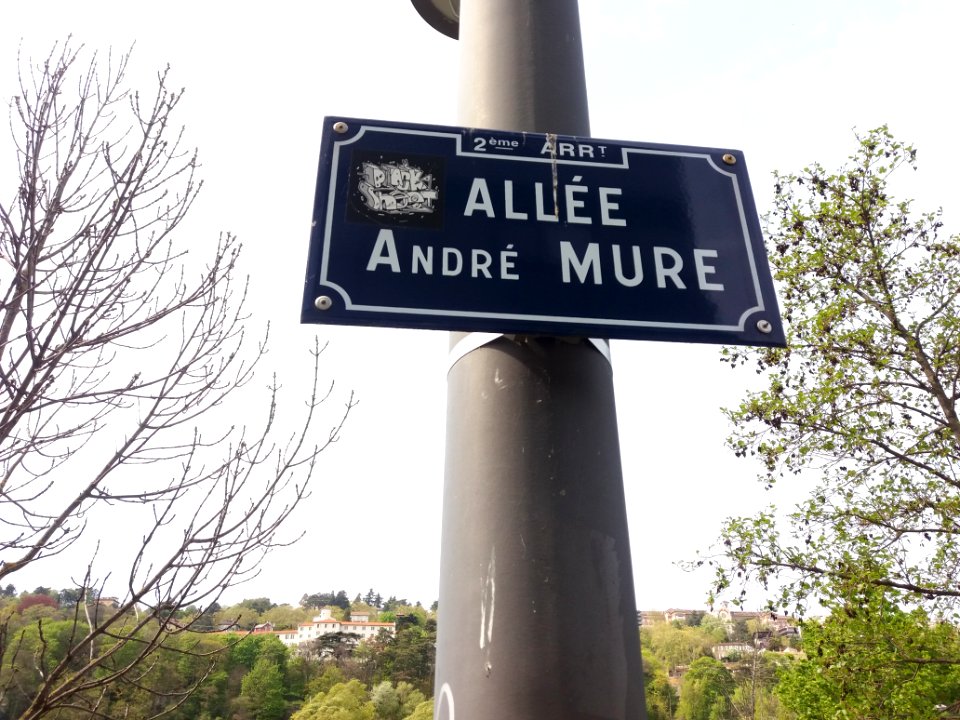 2ème ARRT
ALLÉE
ANDRÉ MURE